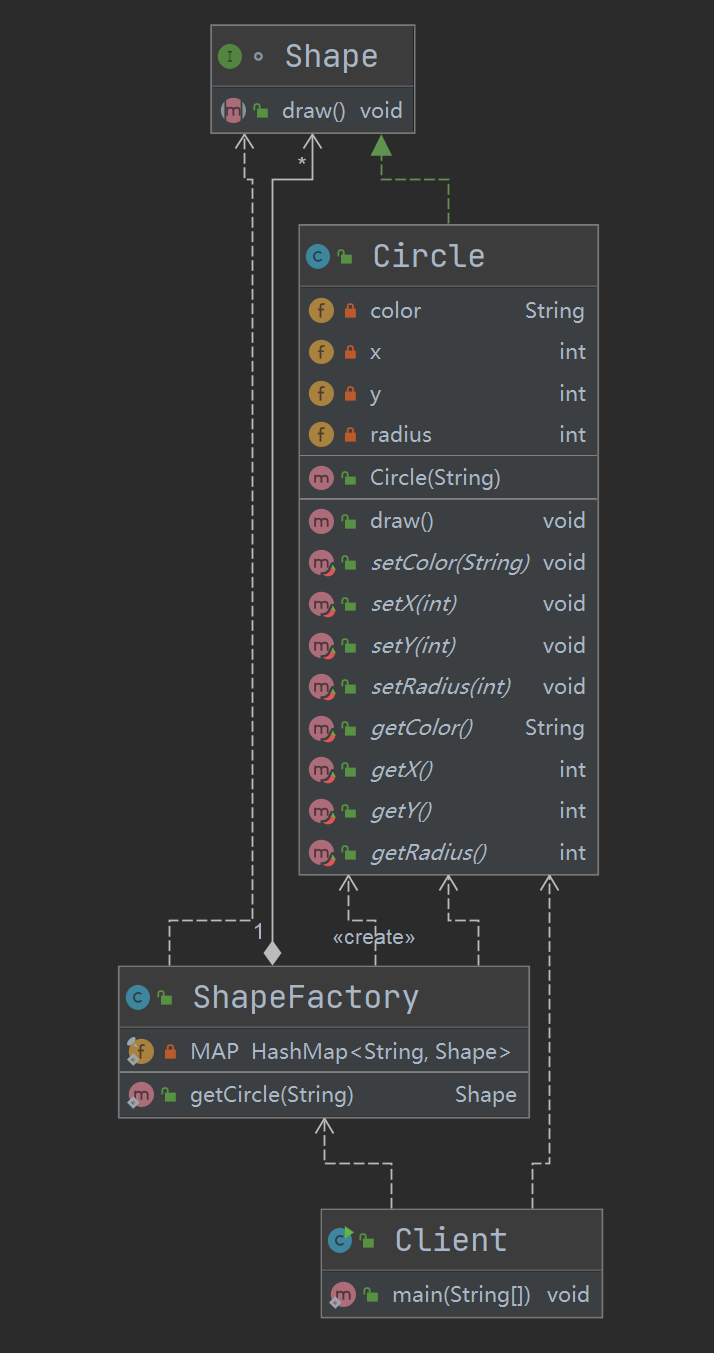 Shape
draw() void
*
Circle
color String
x int
y int
radius int
Circle(String)
draw() void
setColor(String) void
setX(int) void
setY(int) void
setRadius(int) void
getColor() String
getX() int
getY() int
getRadius() int
1
«create»
ShapeFactory
MAP HashMap<String, Shape>
getCircle(String) Shape
Client
main(String[]) void